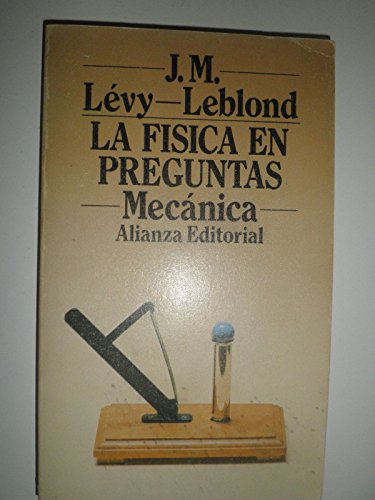 J. M.
Lévy—Leblond
LA FISICA EN
PREGUNTAS
Mecánica
Alianza Editorial